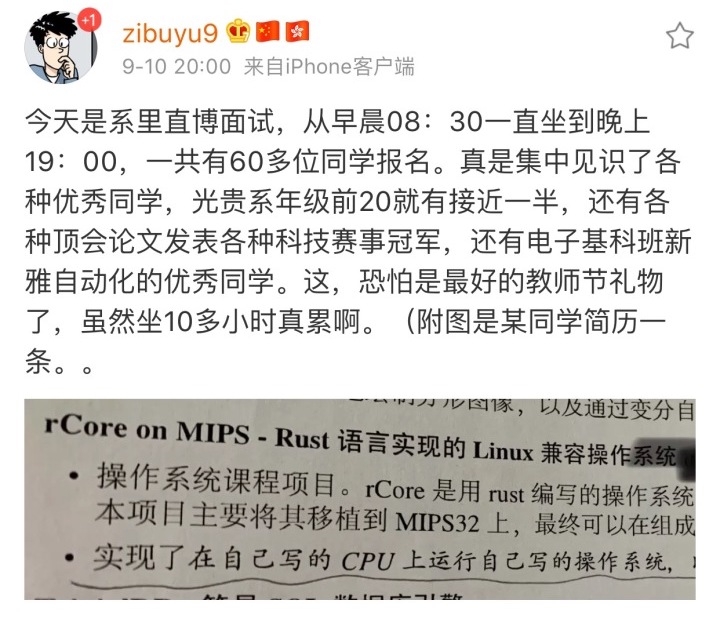 +1
zibuyu9
9-10 20:00 来自iPhone客户端
今天是系里直博面试，从早晨08：30一直坐到晚上
19：00，一共有60多位同学报名。真是集中见识了各
种优秀同学，光贵系年级前20就有接近一半，还有各
种顶会论文发表各种科技赛事冠军，还有电子基科班新
雅自动化的优秀同学。这，恐怕是最好的教师节礼物
了，虽然坐10多小时真累啊。（附图是某同学简历一
条。。
形图像，以及通过变分自
rCore on MIPS - Rust 语言实现的 Linux 兼容操作系统
• 操作系统课程项目。rCore 是用 rust 编写的操作系统
本项目主要将其移植到 MIPS32 上，最终可以在组成
• 实现了在自己写的 CPU 上运行自己写的操作系统，